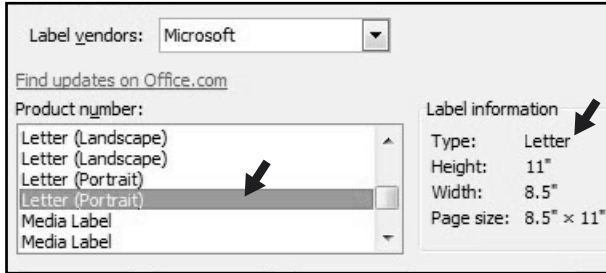 Label vendors: Microsoft
Find updates on Office.com
Product number:
Letter (Landscape)
Letter (Landscape)
Letter (Portrait)
Letter (Portrait)
Media Label
Media Label
Label information
Type: Letter
Height: 11"
Width: 8.5"
Page size: 8.5" × 11"